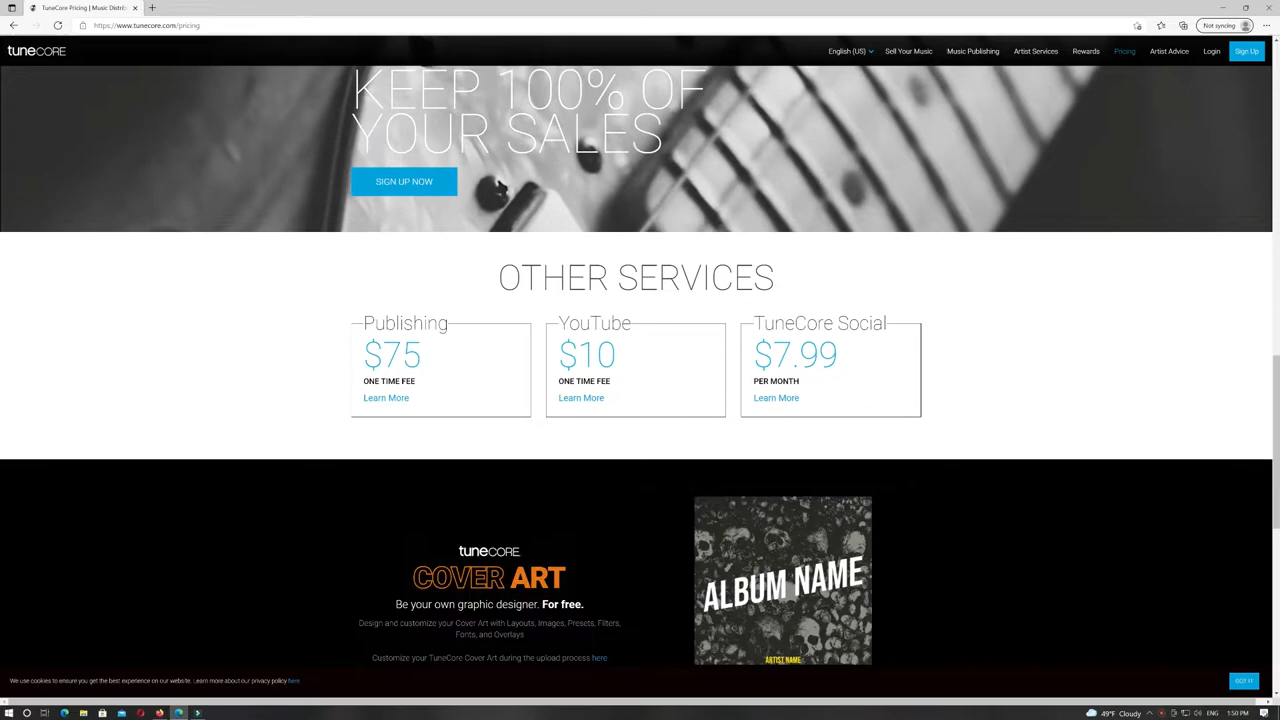 TuneCore Pricing | Music Distrib
https://www.tunecore.com/pricing
Not syncing
tuneCORE
English (US)
Sell Your Music
Music Publishing
Artist Services
Rewards
Pricing
Artist Advice
Login
Sign Up
KEEP 100% OF
YOUR SALES
SIGN UP NOW
OTHER SERVICES
Publishing
$75
ONE TIME FEE
Learn More
YouTube
$10
ONE TIME FEE
Learn More
TuneCore Social
$7.99
PER MONTH
Learn More
tuneCORE
COVER ART
Be your own graphic designer. For free.
Design and customize your Cover Art with Layouts, Images, Presets, Filters,
Fonts, and Overlays
Customize your TuneCore Cover Art during the upload process here
ALBUM NAME
ARTIST NAME
We use cookies to ensure you get the best experience on our website. Learn more about our privacy policy here.
GOT IT
49°F Cloudy
ENG
1:50 PM